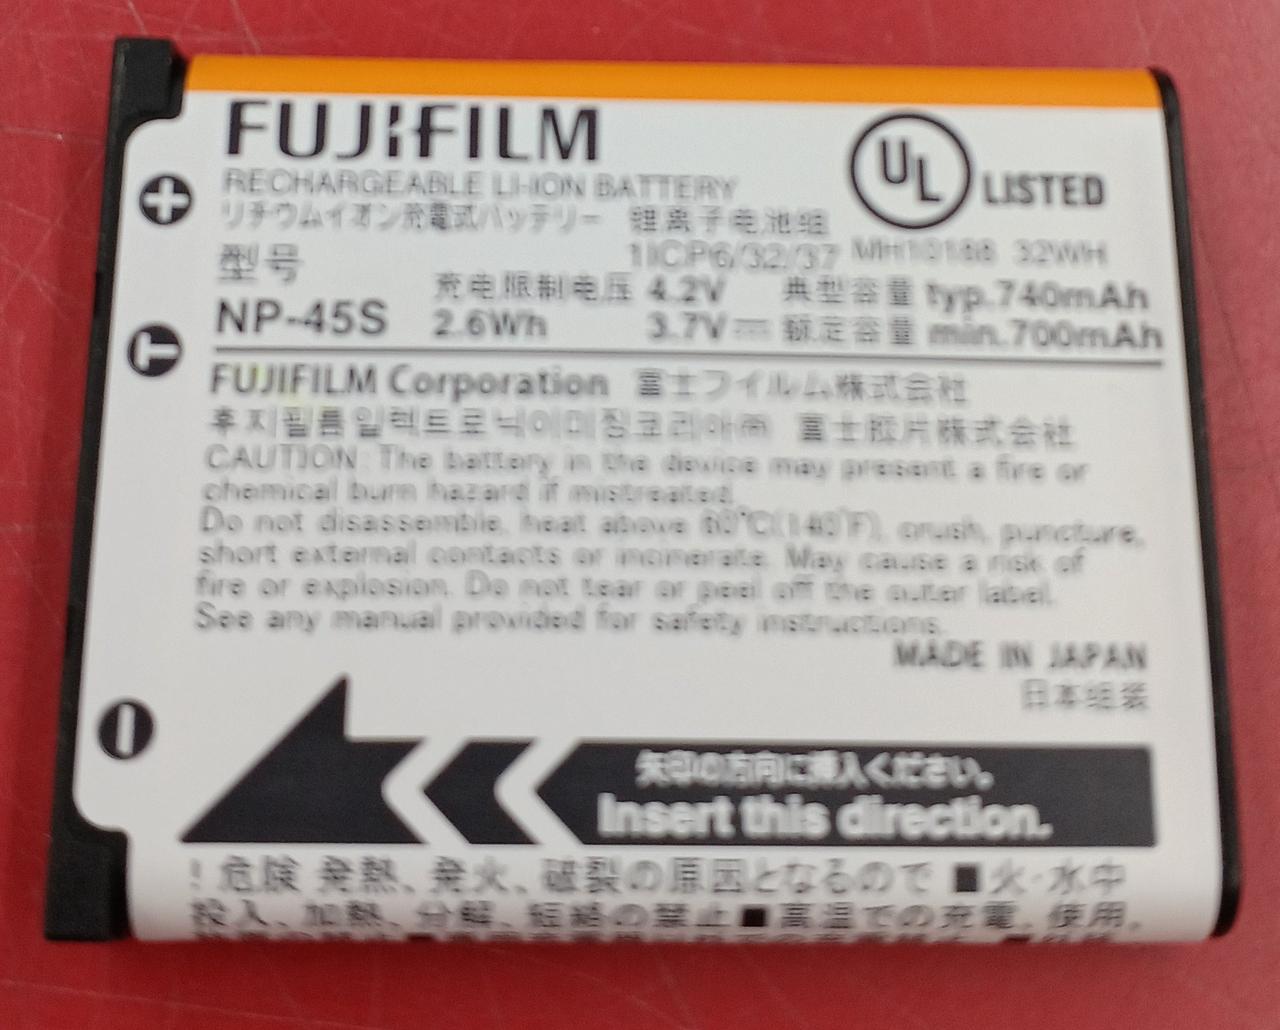 FUJIFILM
UL LISTED
RECHARGEABLE LI-ION BATTERY
リチウムイオン充電式バッテリー 锂离子电池组
型号 1ICP6/32/37 MH10188 32WH
充电限制电压 4.2V 典型容量 typ.740mAh
NP-45S 2.6Wh 3.7V⎓ 额定容量 min.700mAh
FUJIFILM Corporation 富士フイルム株式会社
후지필름일렉트로닉이미징코리아㈜ 富士胶片株式会社
CAUTION: The battery in the device may present a fire or
chemical burn hazard if mistreated.
Do not disassemble, heat above 60°C(140°F), crush, puncture,
short external contacts or incinerate. May cause a risk of
fire or explosion. Do not tear or peel off the outer label.
See any manual provided for safety instructions.
MADE IN JAPAN
日本组装
+
T
−
矢印の方向に挿入ください。
Insert this direction.
! 危険 発熱、発火、破裂の原因となるので ■火・水中
投入、加熱、分解、短絡の禁止 ■高温での充電、使用、